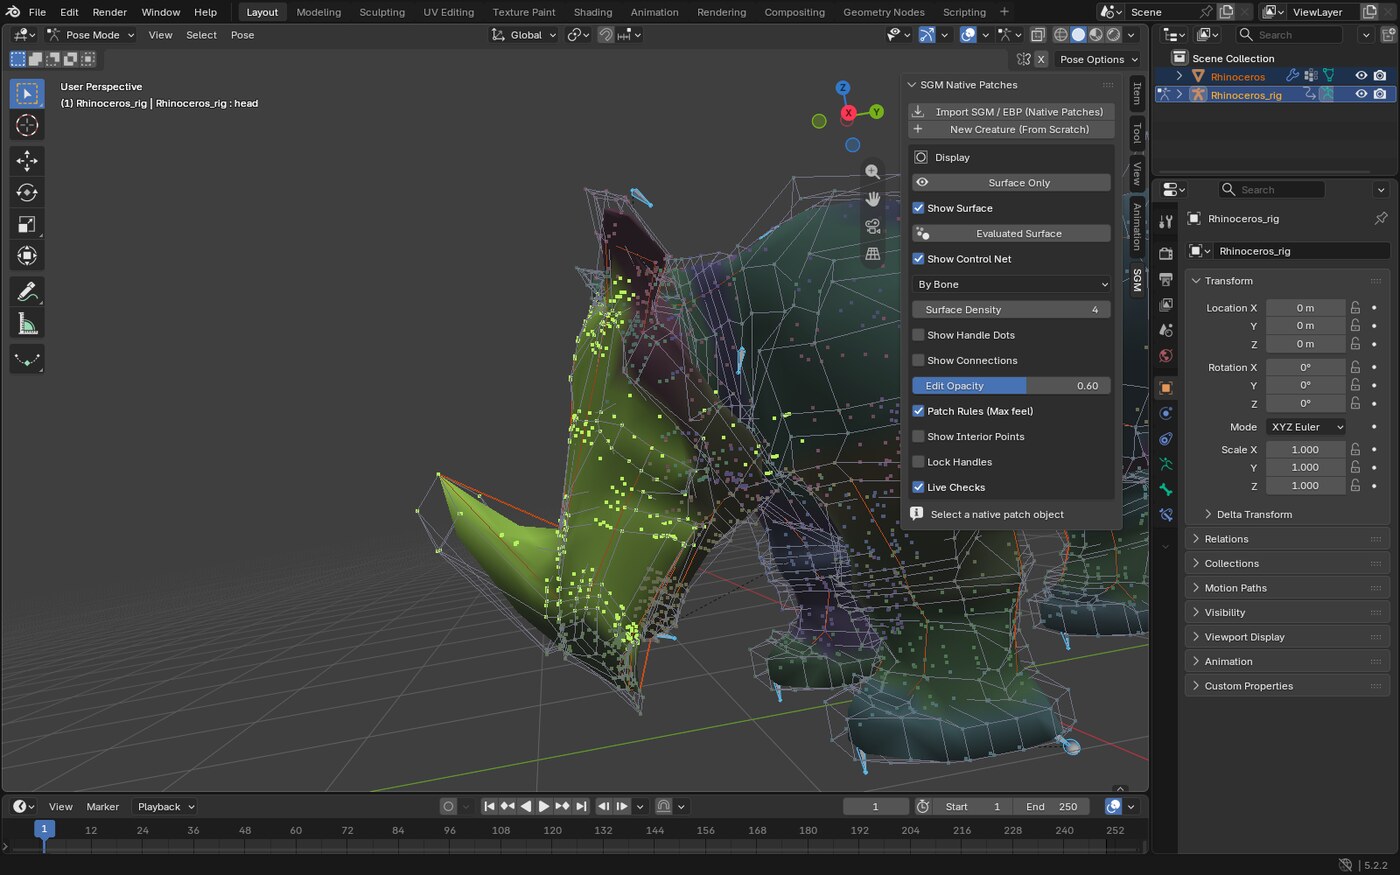 File Edit Render Window Help Layout Modeling Sculpting UV Editing Texture Paint Shading Animation Rendering Compositing Geometry Nodes Scripting + Scene ViewLayer
Pose Mode View Select Pose Global Search
X Pose Options
User Perspective
(1) Rhinoceros_rig | Rhinoceros_rig : head
Z
X
Y
SGM Native Patches
Import SGM / EBP (Native Patches)
New Creature (From Scratch)
Display
Surface Only
Show Surface
Evaluated Surface
Show Control Net
By Bone
Surface Density 4
Show Handle Dots
Show Connections
Edit Opacity 0.60
Patch Rules (Max feel)
Show Interior Points
Lock Handles
Live Checks
Select a native patch object
Item
Tool
View
Animation
SGM
Scene Collection
Rhinoceros
Rhinoceros_rig
Search
Rhinoceros_rig
Rhinoceros_rig
Transform
Location X 0 m
Y 0 m
Z 0 m
Rotation X 0°
Y 0°
Z 0°
Mode XYZ Euler
Scale X 1.000
Y 1.000
Z 1.000
Delta Transform
Relations
Collections
Motion Paths
Visibility
Viewport Display
Animation
Custom Properties
View Marker Playback 1 Start 1 End 250
1 12 24 36 48 60 72 84 96 108 120 132 144 156 168 180 192 204 216 228 240 252
5.2.2